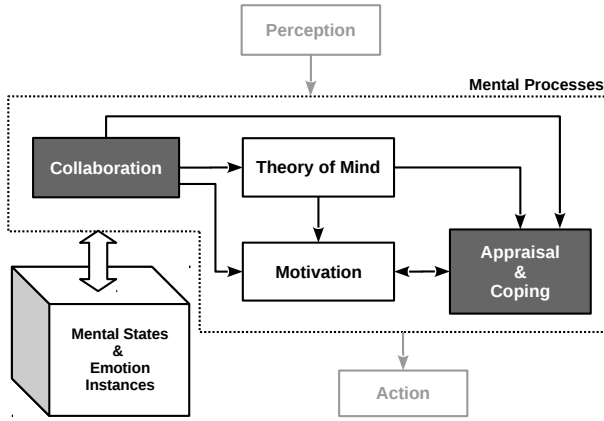 Perception
Mental Processes
Collaboration
Theory of Mind
Motivation
Appraisal
&
Coping
Mental States
&
Emotion
Instances
Action